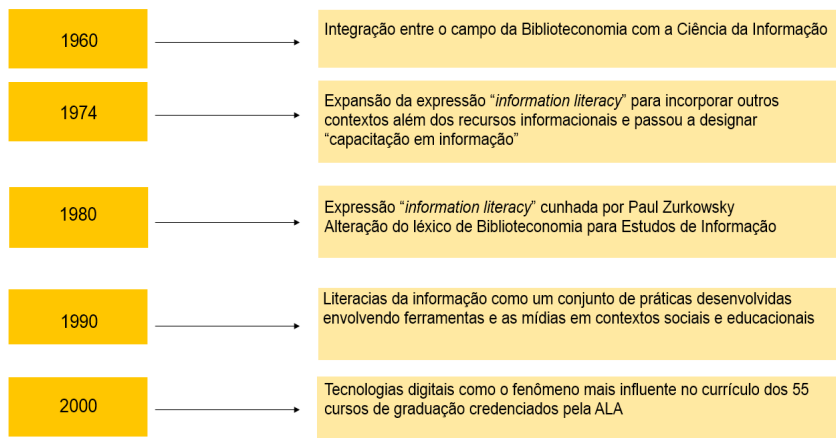 1960
Integração entre o campo da Biblioteconomia com a Ciência da Informação
1974
Expansão da expressão “information literacy” para incorporar outros
contextos além dos recursos informacionais e passou a designar
“capacitação em informação”
1980
Expressão “information literacy” cunhada por Paul Zurkowsky
Alteração do léxico de Biblioteconomia para Estudos de Informação
1990
Literacias da informação como um conjunto de práticas desenvolvidas
envolvendo ferramentas e as mídias em contextos sociais e educacionais
2000
Tecnologias digitais como o fenômeno mais influente no currículo dos 55
cursos de graduação credenciados pela ALA